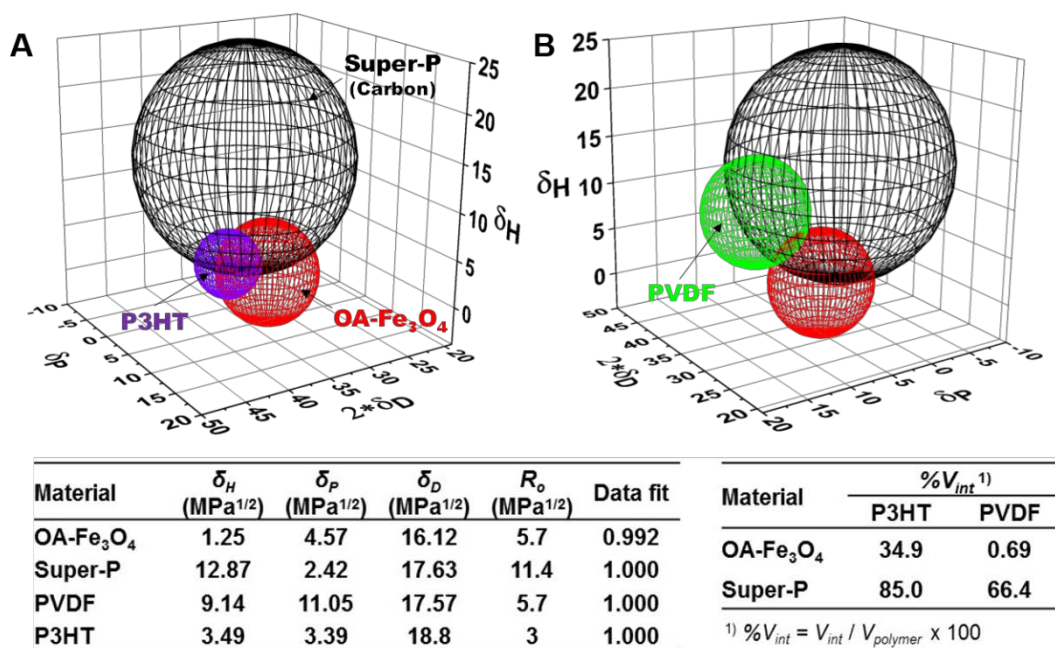 A
Super-P
(Carbon)
25
20
15
10
5
0
δH
P3HT
OA-Fe3O4
-10
-5
0
5
10
15
20
δP
50
45
40
35
30
25
20
2*δD
B
25
20
15
10
5
0
δH
PVDF
50
45
40
35
30
25
20
2*δD
20
15
10
5
0
-5
-10
δP
Material δH (MPa1/2) δP (MPa1/2) δD (MPa1/2) Ro (MPa1/2) Data fit
OA-Fe3O4 1.25 4.57 16.12 5.7 0.992
Super-P 12.87 2.42 17.63 11.4 1.000
PVDF 9.14 11.05 17.57 5.7 1.000
P3HT 3.49 3.39 18.8 3 1.000
Material %Vint 1)
P3HT PVDF
OA-Fe3O4 34.9 0.69
Super-P 85.0 66.4
1) %Vint = Vint / Vpolymer x 100